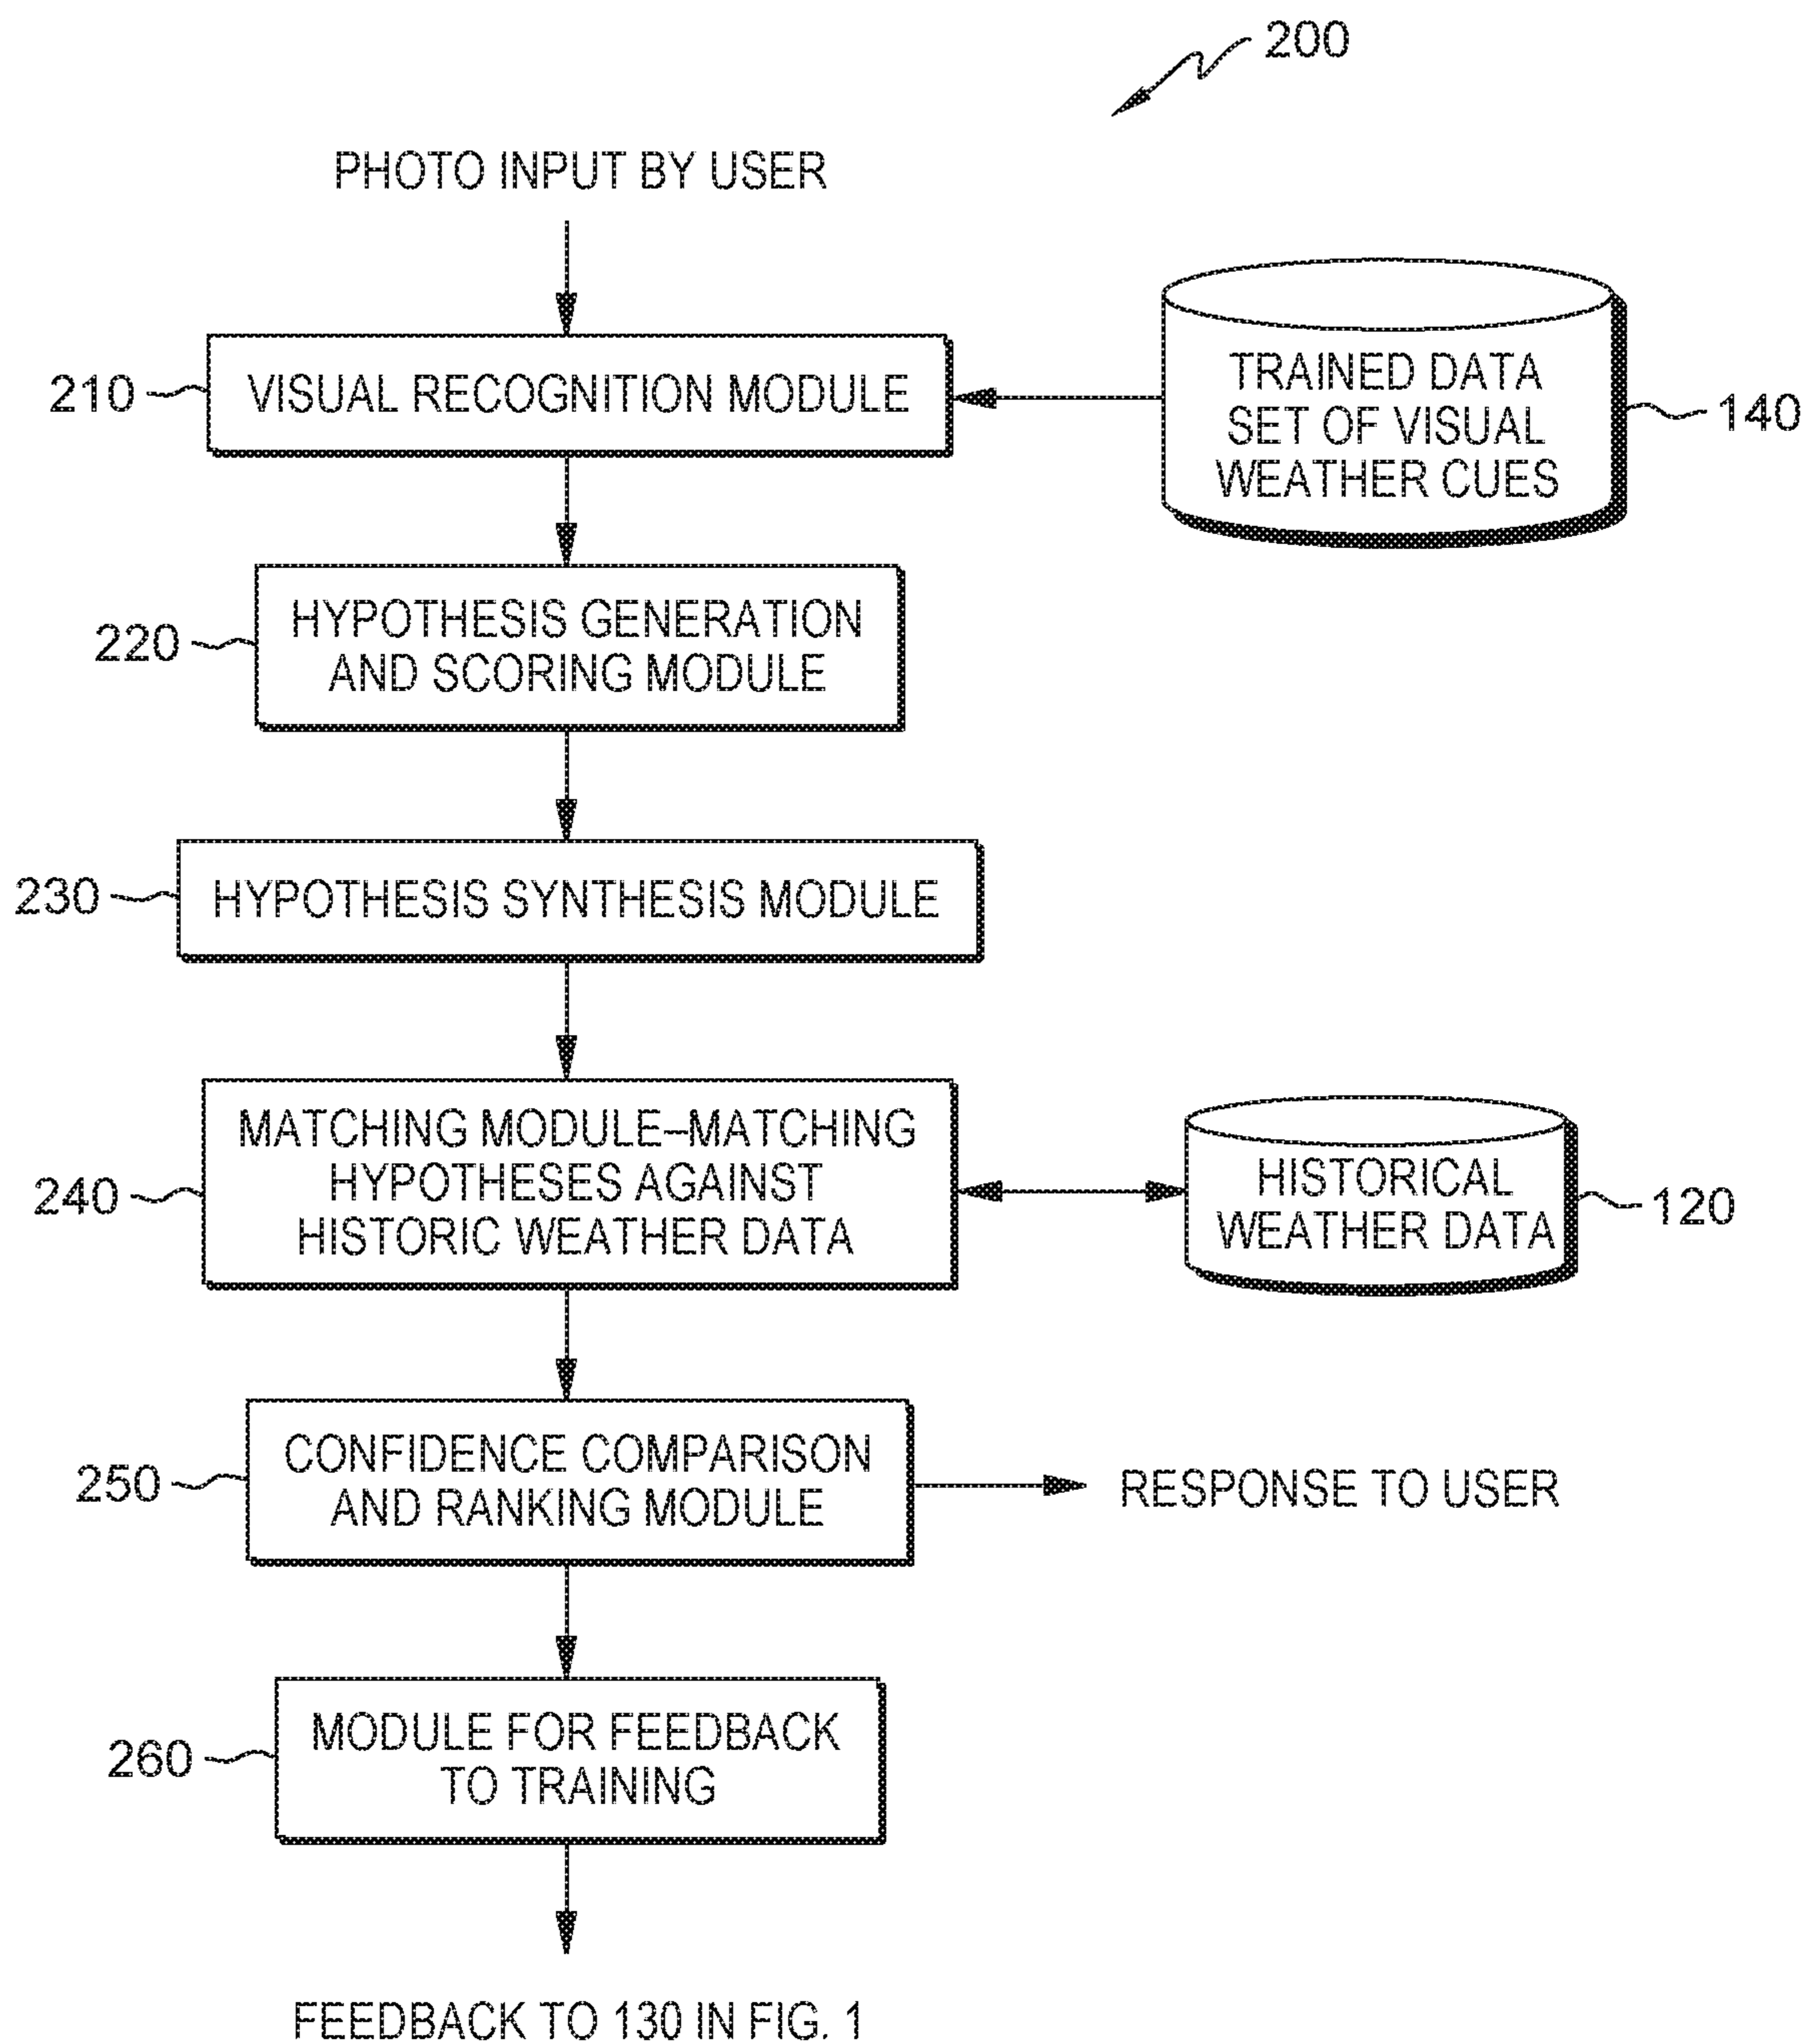 200
PHOTO INPUT BY USER
210
VISUAL RECOGNITION MODULE
TRAINED DATA
SET OF VISUAL
WEATHER CUES
140
220
HYPOTHESIS GENERATION
AND SCORING MODULE
230
HYPOTHESIS SYNTHESIS MODULE
240
MATCHING MODULE–MATCHING
HYPOTHESES AGAINST
HISTORIC WEATHER DATA
HISTORICAL
WEATHER DATA
120
250
CONFIDENCE COMPARISON
AND RANKING MODULE
RESPONSE TO USER
260
MODULE FOR FEEDBACK
TO TRAINING
FEEDBACK TO 130 IN FIG. 1